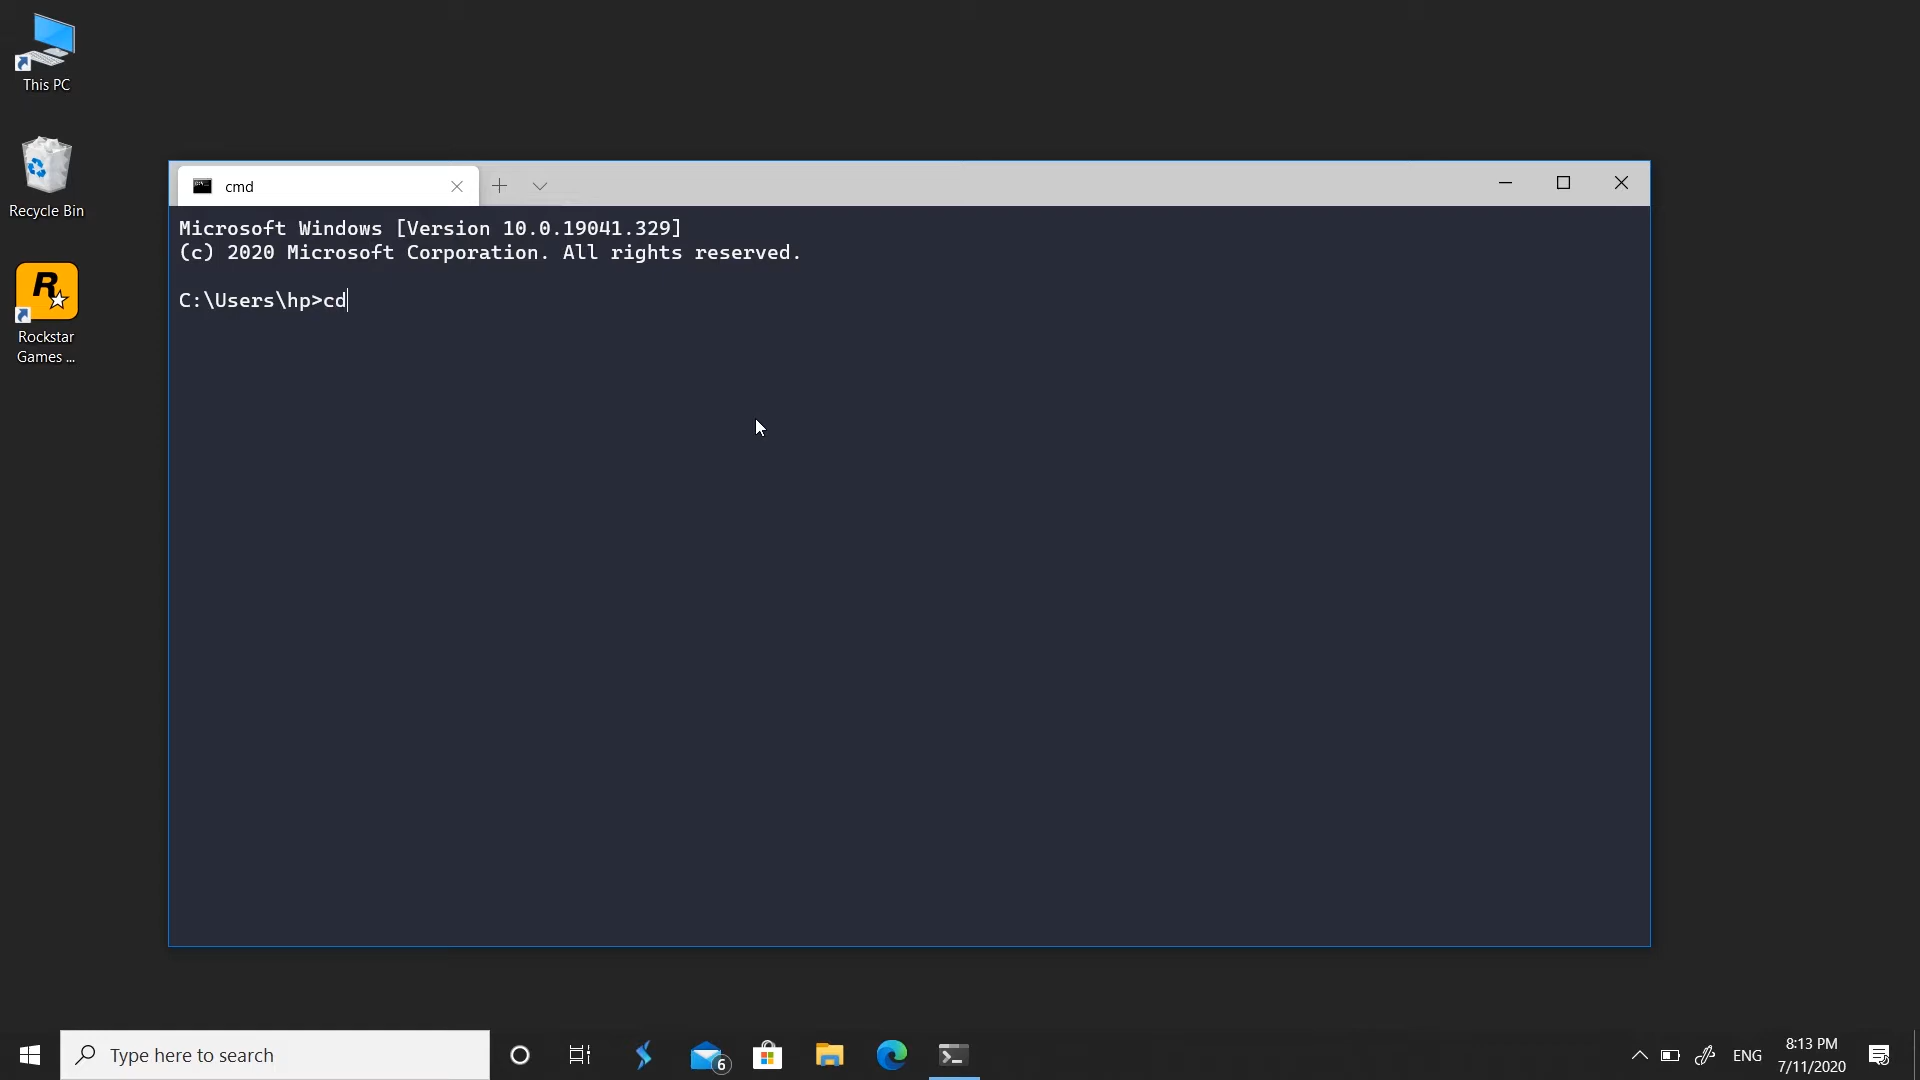 This PC
Recycle Bin
R
Rockstar
Games ...
cmd
Microsoft Windows [Version 10.0.19041.329]
(c) 2020 Microsoft Corporation. All rights reserved.
C:\Users\hp>cd
Type here to search
6
ENG
8:13 PM
7/11/2020